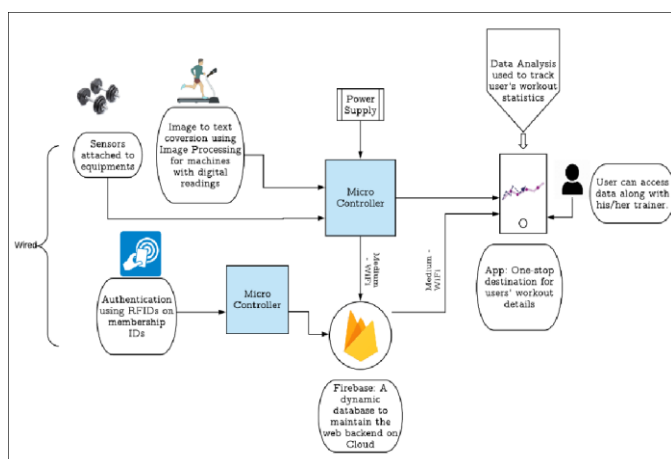 Data Analysis
used to track
user's workout
statistics
Power
Supply
Image to text
coversion using
Image Processing
for machines
with digital
readings
Sensors
attached to
equipments
Micro
Controller
User can access
data along with
his/her trainer.
Wired
Medium -
WiFi
Medium -
WiFi
App: One-stop
destination for
users' workout
details
Authentication
using RFIDs on
membership
IDs
Micro
Controller
Firebase: A
dynamic
database to
maintain the
web backend on
Cloud